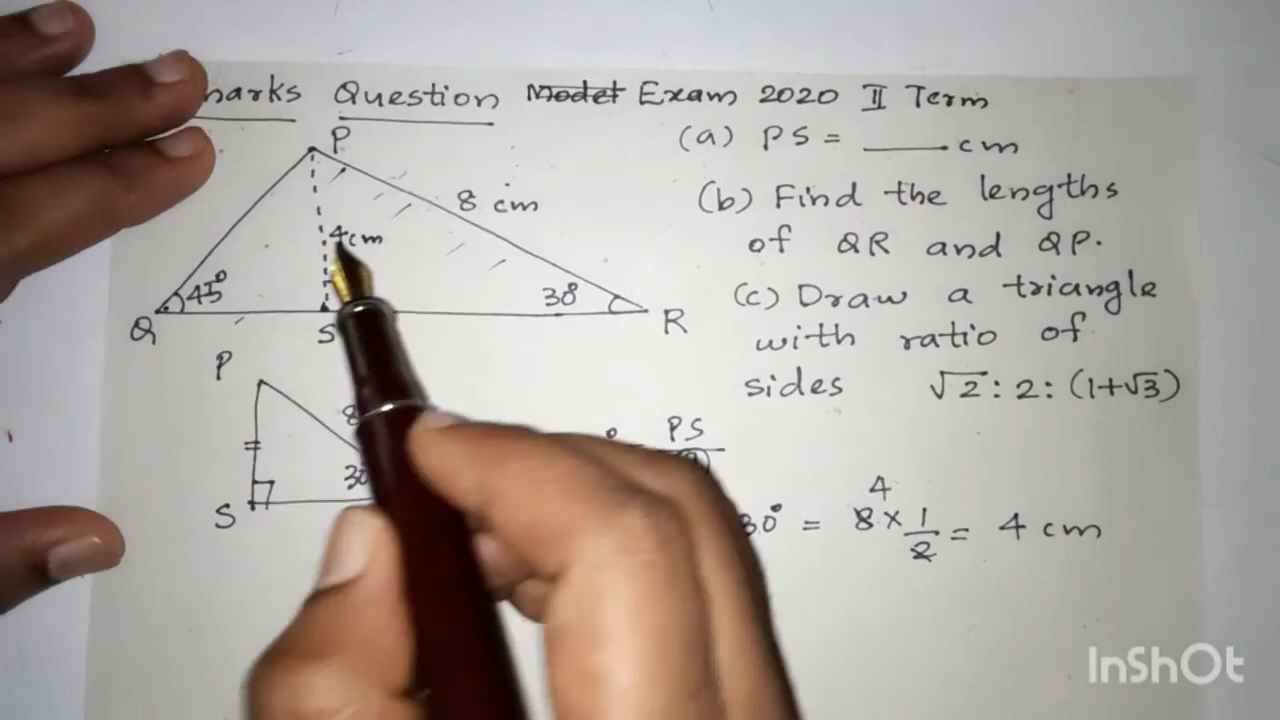 marks Question Model Exam 2020 II Term
P
(a) PS = ____ cm
8 cm
(b) Find the lengths
of QR and QP.
4cm
45° 30°
(c) Draw a triangle
Q S R
with ratio of
sides √2 : 2 : (1+√3)
P
8
PS
30
4
S
30° = 8 × 1/2 = 4 cm
InShOt